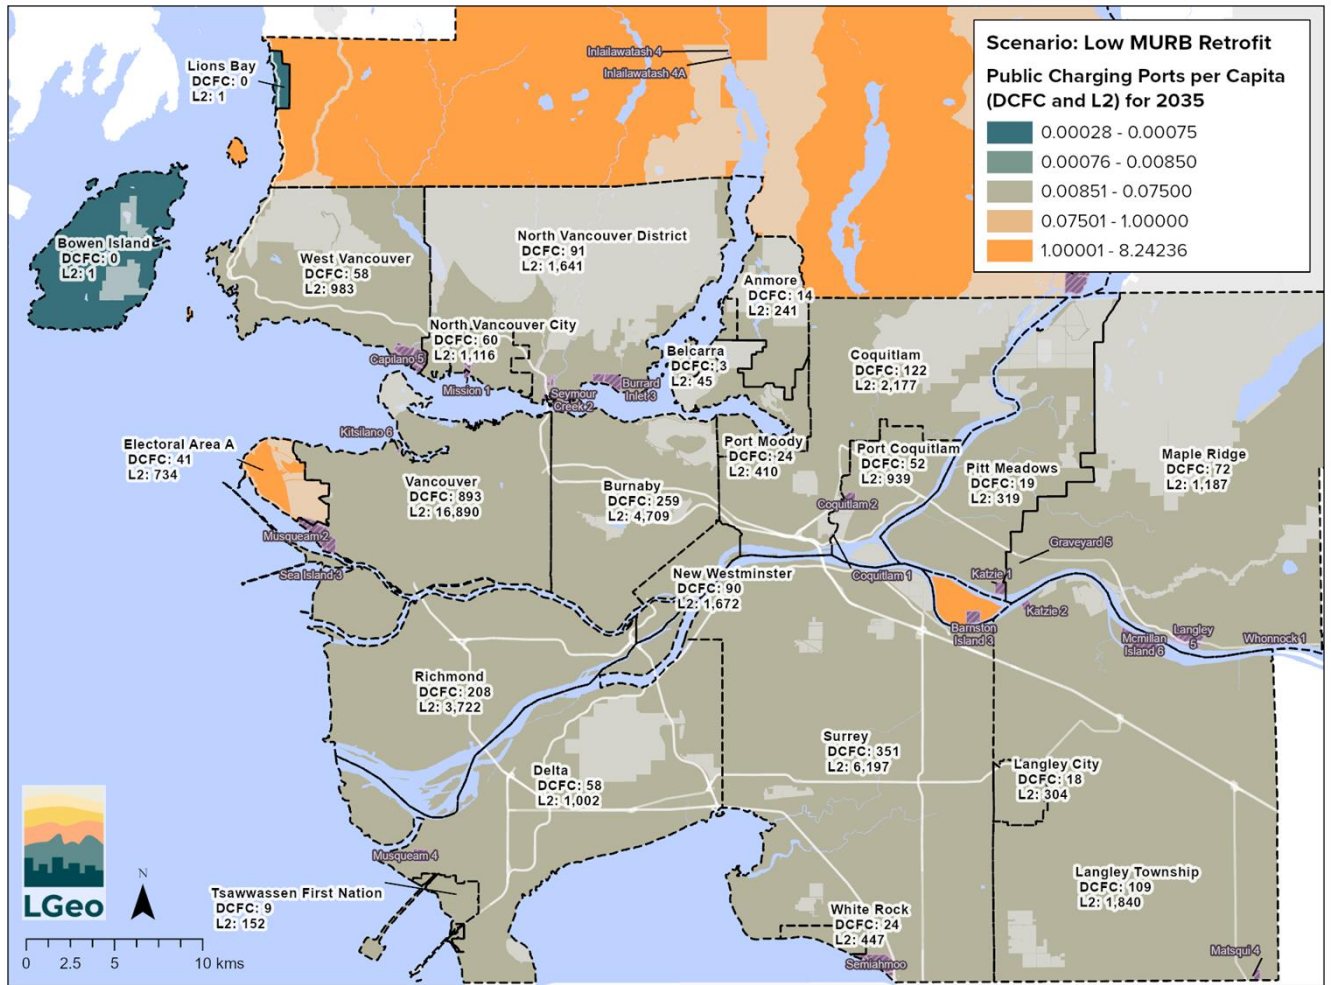 Scenario: Low MURB Retrofit
Public Charging Ports per Capita
(DCFC and L2) for 2035
0.00028 - 0.00075
0.00076 - 0.00850
0.00851 - 0.07500
0.07501 - 1.00000
1.00001 - 8.24236
Inlailawatash 4
Inlailawatash 4A
Lions Bay
DCFC: 0
L2: 1
Bowen Island
DCFC: 0
L2: 1
West Vancouver
DCFC: 58
L2: 983
North Vancouver District
DCFC: 91
L2: 1,641
Anmore
DCFC: 14
L2: 241
North Vancouver City
DCFC: 60
L2: 1,116
Belcarra
DCFC: 3
L2: 45
Coquitlam
DCFC: 122
L2: 2,177
Capilano 5
Mission 1
Seymour
Creek 2
Burrard
Inlet 3
Kitsilano 6
Electoral Area A
DCFC: 41
L2: 734
Vancouver
DCFC: 893
L2: 16,890
Burnaby
DCFC: 259
L2: 4,709
Port Moody
DCFC: 24
L2: 410
Port Coquitlam
DCFC: 52
L2: 939
Pitt Meadows
DCFC: 19
L2: 319
Maple Ridge
DCFC: 72
L2: 1,187
Coquitlam 2
Musqueam 2
Sea Island 3
Graveyard 5
New Westminster
DCFC: 90
L2: 1,672
Coquitlam 1
Katzie 1
Katzie 2
Barnston
Island 3
Mcmillan
Island 6
Langley
5
Whonnock 1
Richmond
DCFC: 208
L2: 3,722
Surrey
DCFC: 351
L2: 6,197
Delta
DCFC: 58
L2: 1,002
Langley City
DCFC: 18
L2: 304
Musqueam 4
Tsawwassen First Nation
DCFC: 9
L2: 152
Langley Township
DCFC: 109
L2: 1,840
White Rock
DCFC: 24
L2: 447
Semiahmoo
Matsqui 4
LGeo
N
0 2.5 5 10 kms